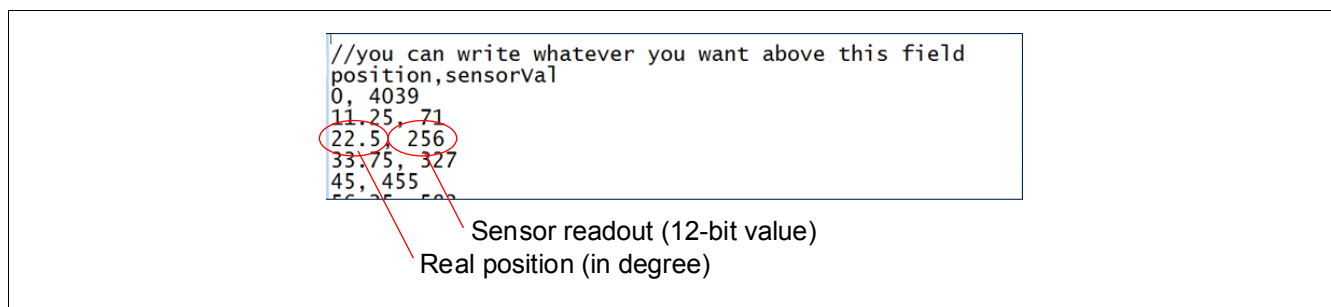 //you can write whatever you want above this field
position,sensorVal
0, 4039
11.25, 71
22.5, 256
33.75, 327
45, 455
Sensor readout (12-bit value)
Real position (in degree)